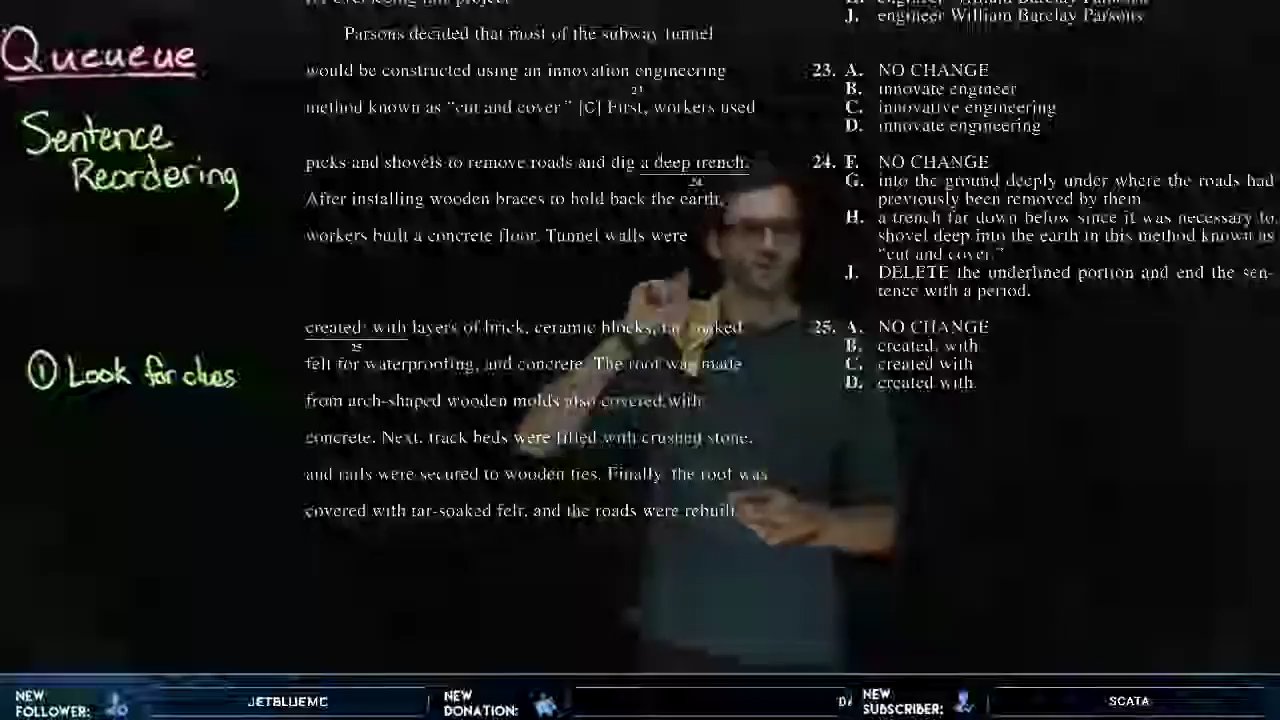 Queueue
Sentence
Reordering
① Look for clues
Parsons decided that most of the subway tunnel
would be constructed using an innovation engineering
23
method known as “cut and cover.” [C] First, workers used
picks and shovels to remove roads and dig a deep trench.
24
After installing wooden braces to hold back the earth,
workers built a concrete floor. Tunnel walls were
created: with layers of brick, ceramic blocks, tar-soaked
25
felt for waterproofing, and concrete. The roof was made
from arch-shaped wooden molds also covered with
concrete. Next, track beds were filled with crushed stone,
and rails were secured to wooden ties. Finally, the roof was
covered with tar-soaked felt, and the roads were rebuilt.
J. engineer William Barclay Parsons
23. A. NO CHANGE
B. innovate engineer
C. innovative engineering
D. innovate engineering
24. F. NO CHANGE
G. into the ground deeply under where the roads had
previously been removed by them
H. a trench far down below since it was necessary to
shovel deep into the earth in this method known as
“cut and cover.”
J. DELETE the underlined portion and end the sen-
tence with a period.
25. A. NO CHANGE
B. created, with
C. created with
D. created with,
NEW
FOLLOWER:
JETBLUEMC
NEW
DONATION:
NEW
SUBSCRIBER:
SCATA